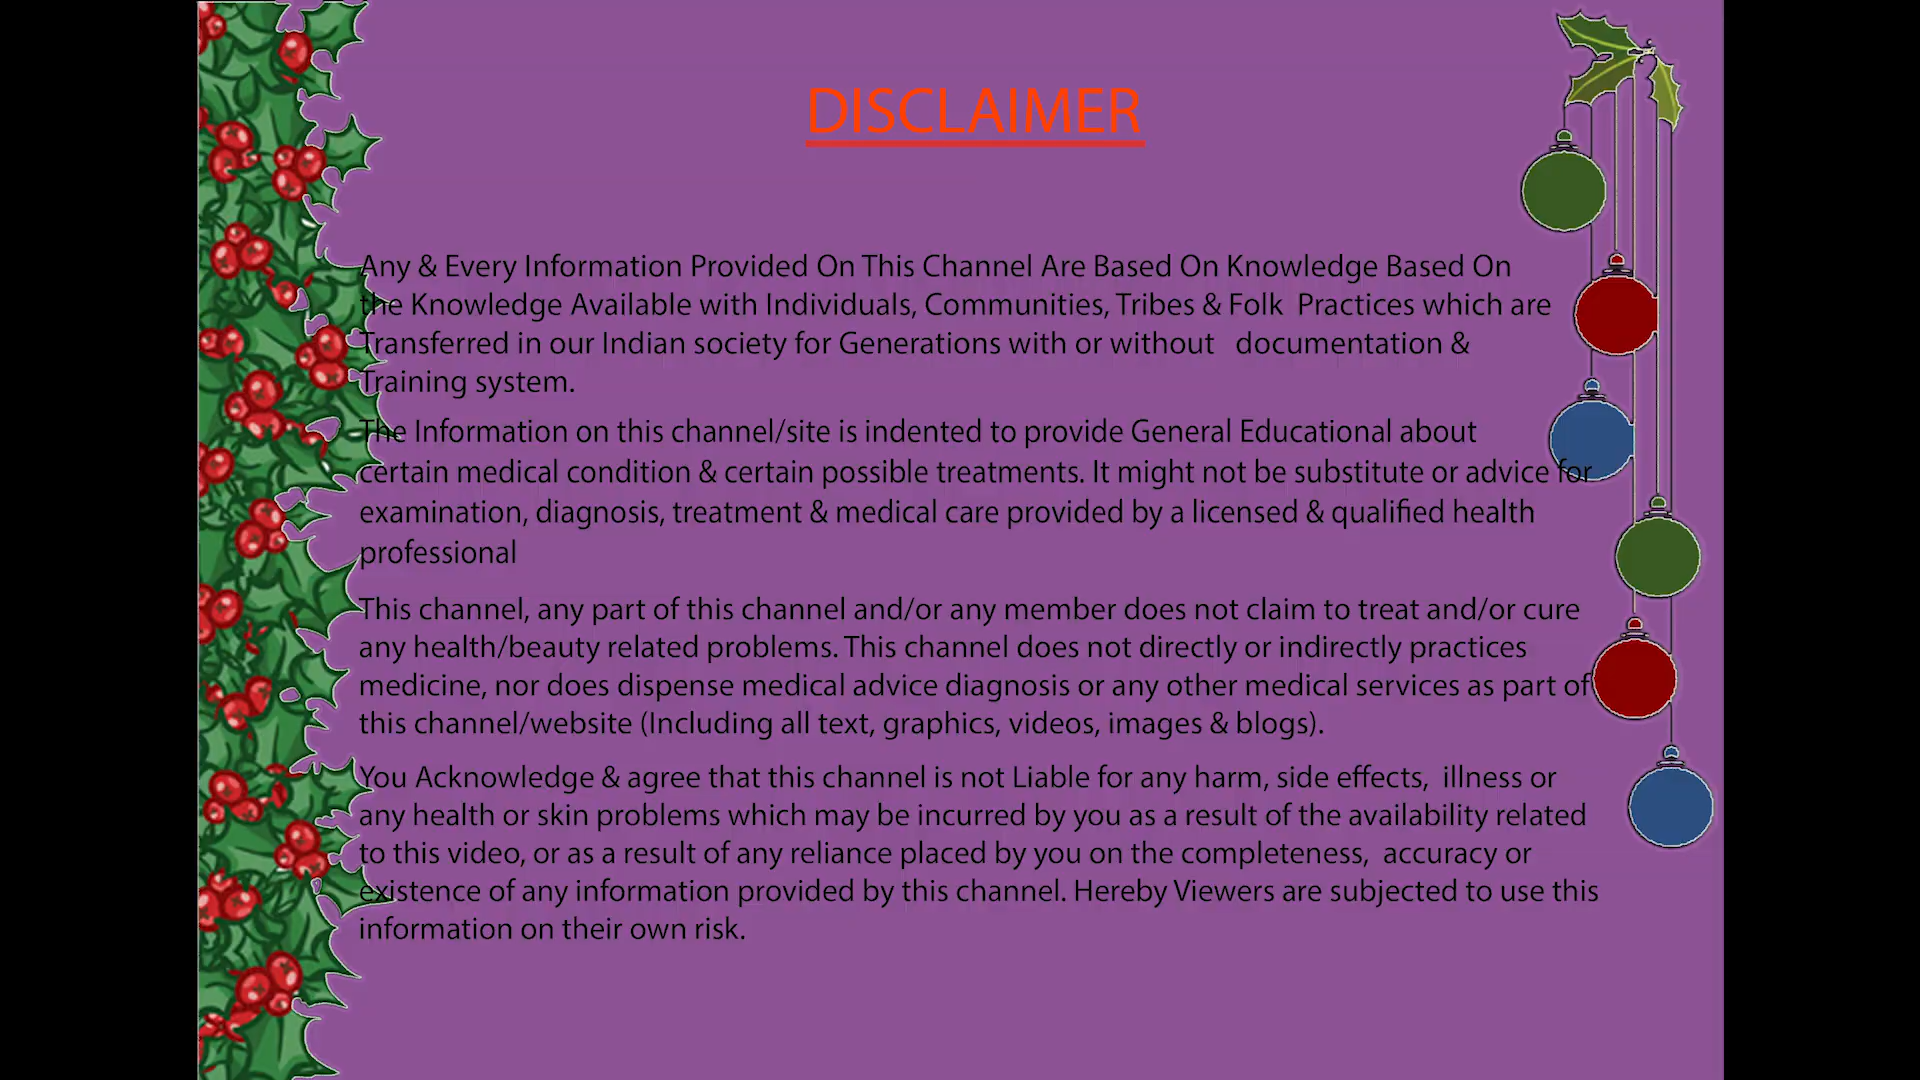 DISCLAIMER
Any & Every Information Provided On This Channel Are Based On Knowledge Based On
the Knowledge Available with Individuals, Communities, Tribes & Folk Practices which are
Transferred in our Indian society for Generations with or without documentation &
Training system.
The Information on this channel/site is indented to provide General Educational about
certain medical condition & certain possible treatments. It might not be substitute or advice for
examination, diagnosis, treatment & medical care provided by a licensed & qualified health
professional
This channel, any part of this channel and/or any member does not claim to treat and/or cure
any health/beauty related problems. This channel does not directly or indirectly practices
medicine, nor does dispense medical advice diagnosis or any other medical services as part of
this channel/website (Including all text, graphics, videos, images & blogs).
You Acknowledge & agree that this channel is not Liable for any harm, side effects, illness or
any health or skin problems which may be incurred by you as a result of the availability related
to this video, or as a result of any reliance placed by you on the completeness, accuracy or
existence of any information provided by this channel. Hereby Viewers are subjected to use this
information on their own risk.